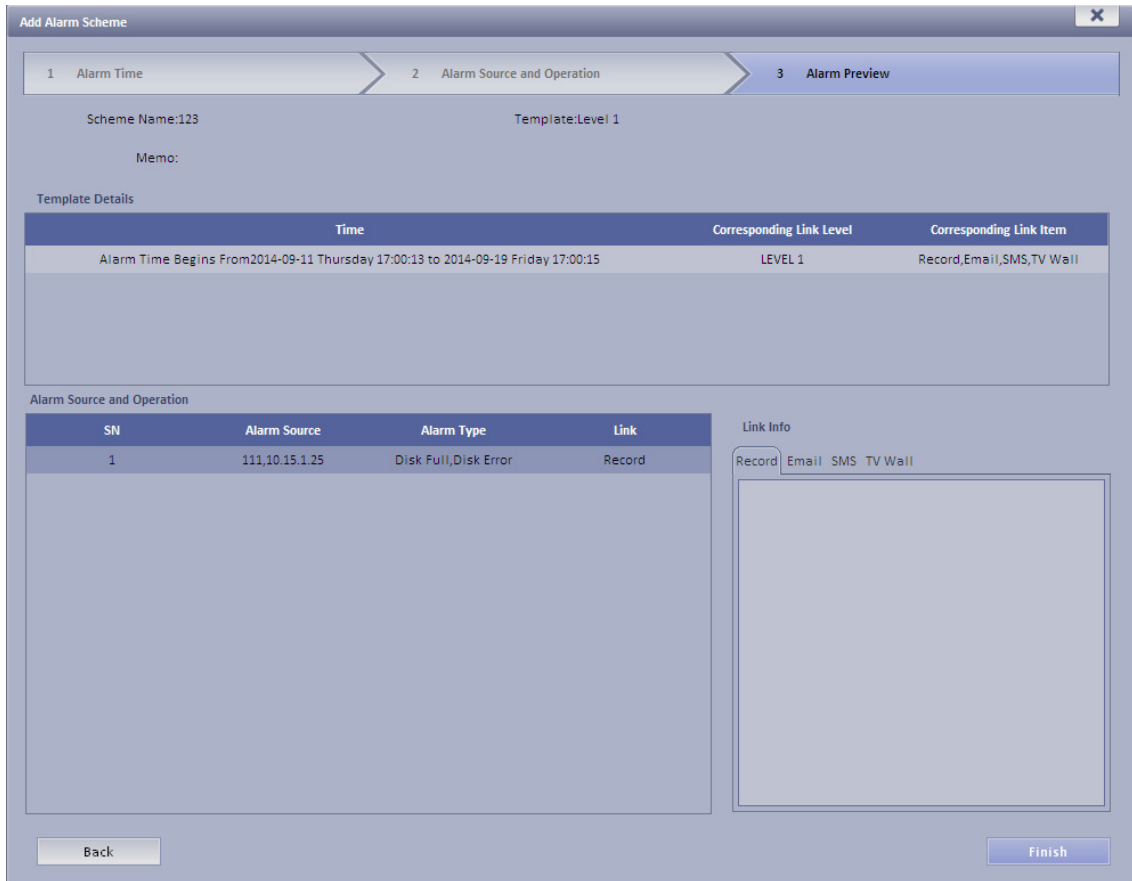 Add Alarm Scheme
1 Alarm Time 2 Alarm Source and Operation 3 Alarm Preview
Scheme Name:123 Template:Level 1
Memo:
Template Details
Time Corresponding Link Level Corresponding Link Item
Alarm Time Begins From2014-09-11 Thursday 17:00:13 to 2014-09-19 Friday 17:00:15 LEVEL 1 Record,Email,SMS,TV Wall
Alarm Source and Operation
SN Alarm Source Alarm Type Link
1 111,10.15.1.25 Disk Full,Disk Error Record
Link Info
Record Email SMS TV Wall
Back Finish